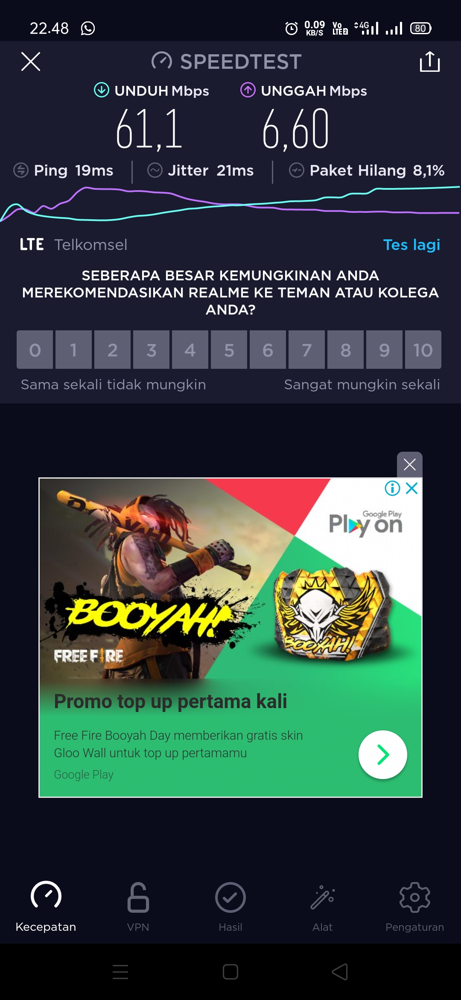 22.48
0.09
KB/S
Vo
LTE 2
4G
80
SPEEDTEST
UNDUH Mbps
UNGGAH Mbps
61,1
6,60
Ping 19ms
Jitter 21ms
Paket Hilang 8,1%
LTE Telkomsel
Tes lagi
SEBERAPA BESAR KEMUNGKINAN ANDA
MEREKOMENDASIKAN REALME KE TEMAN ATAU KOLEGA
ANDA?
0 1 2 3 4 5 6 7 8 9 10
Sama sekali tidak mungkin
Sangat mungkin sekali
Google Play
Play on
BOOYAH!
BOOYAH!
FREE FIRE
Promo top up pertama kali
Free Fire Booyah Day memberikan gratis skin
Gloo Wall untuk top up pertamamu
Google Play
Kecepatan
VPN
Hasil
Alat
Pengaturan